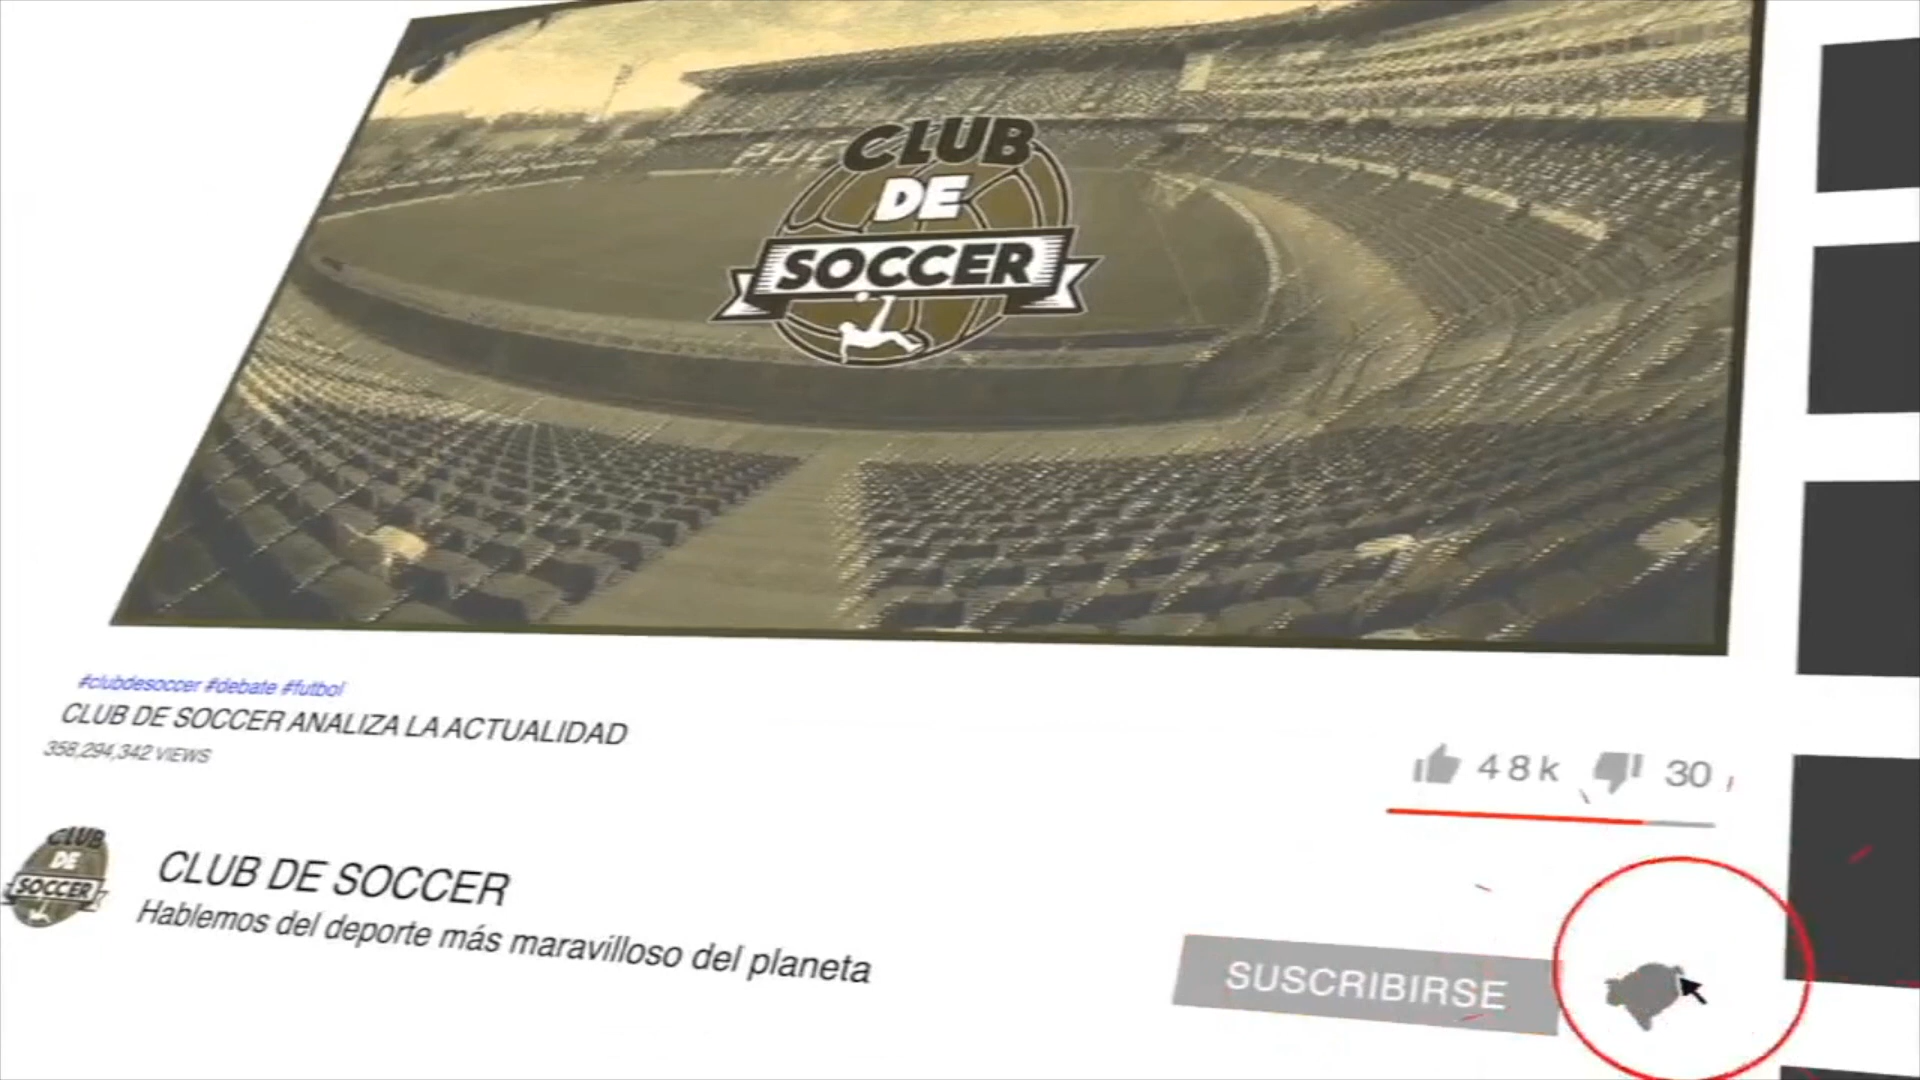 CLUB
DE
SOCCER
#clubdesoccer #debate #futbol
CLUB DE SOCCER ANALIZA LA ACTUALIDAD
358,294,342 VIEWS
48k 30
CLUB
DE
SOCCER
CLUB DE SOCCER
Hablemos del deporte más maravilloso del planeta
SUSCRIBIRSE